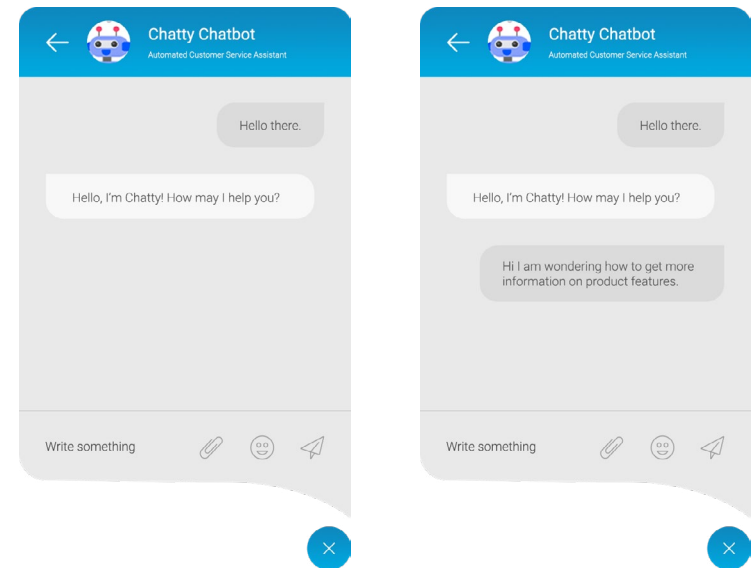 Chatty Chatbot
Automated Customer Service Assistant
Hello there.
Hello, I'm Chatty! How may I help you?
Write something
Chatty Chatbot
Automated Customer Service Assistant
Hello there.
Hello, I'm Chatty! How may I help you?
Hi I am wondering how to get more
information on product features.
Write something